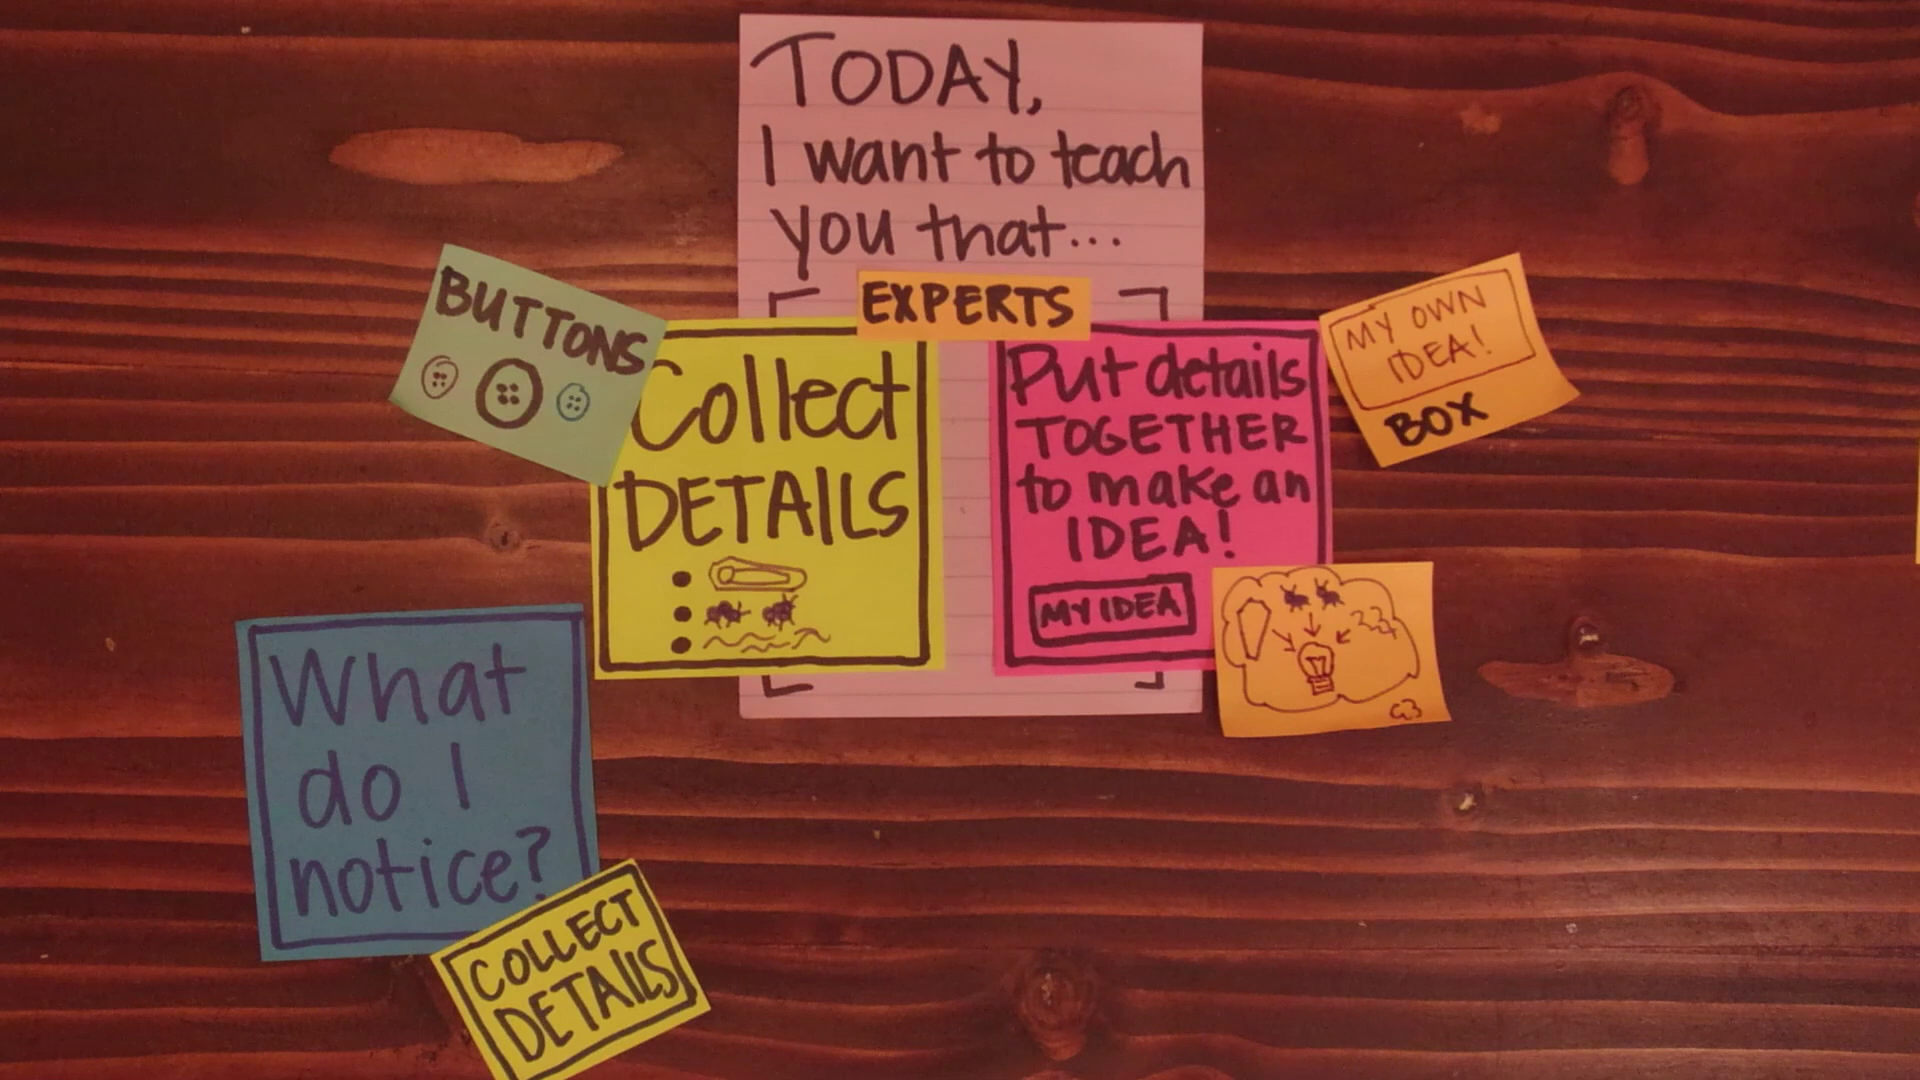 TODAY,
I want to teach
you that...
EXPERTS
BUTTONS
Collect
DETAILS
Put details
TOGETHER
to make an
IDEA!
MY IDEA
MY OWN
IDEA!
BOX
What
do I
notice?
COLLECT
DETAILS